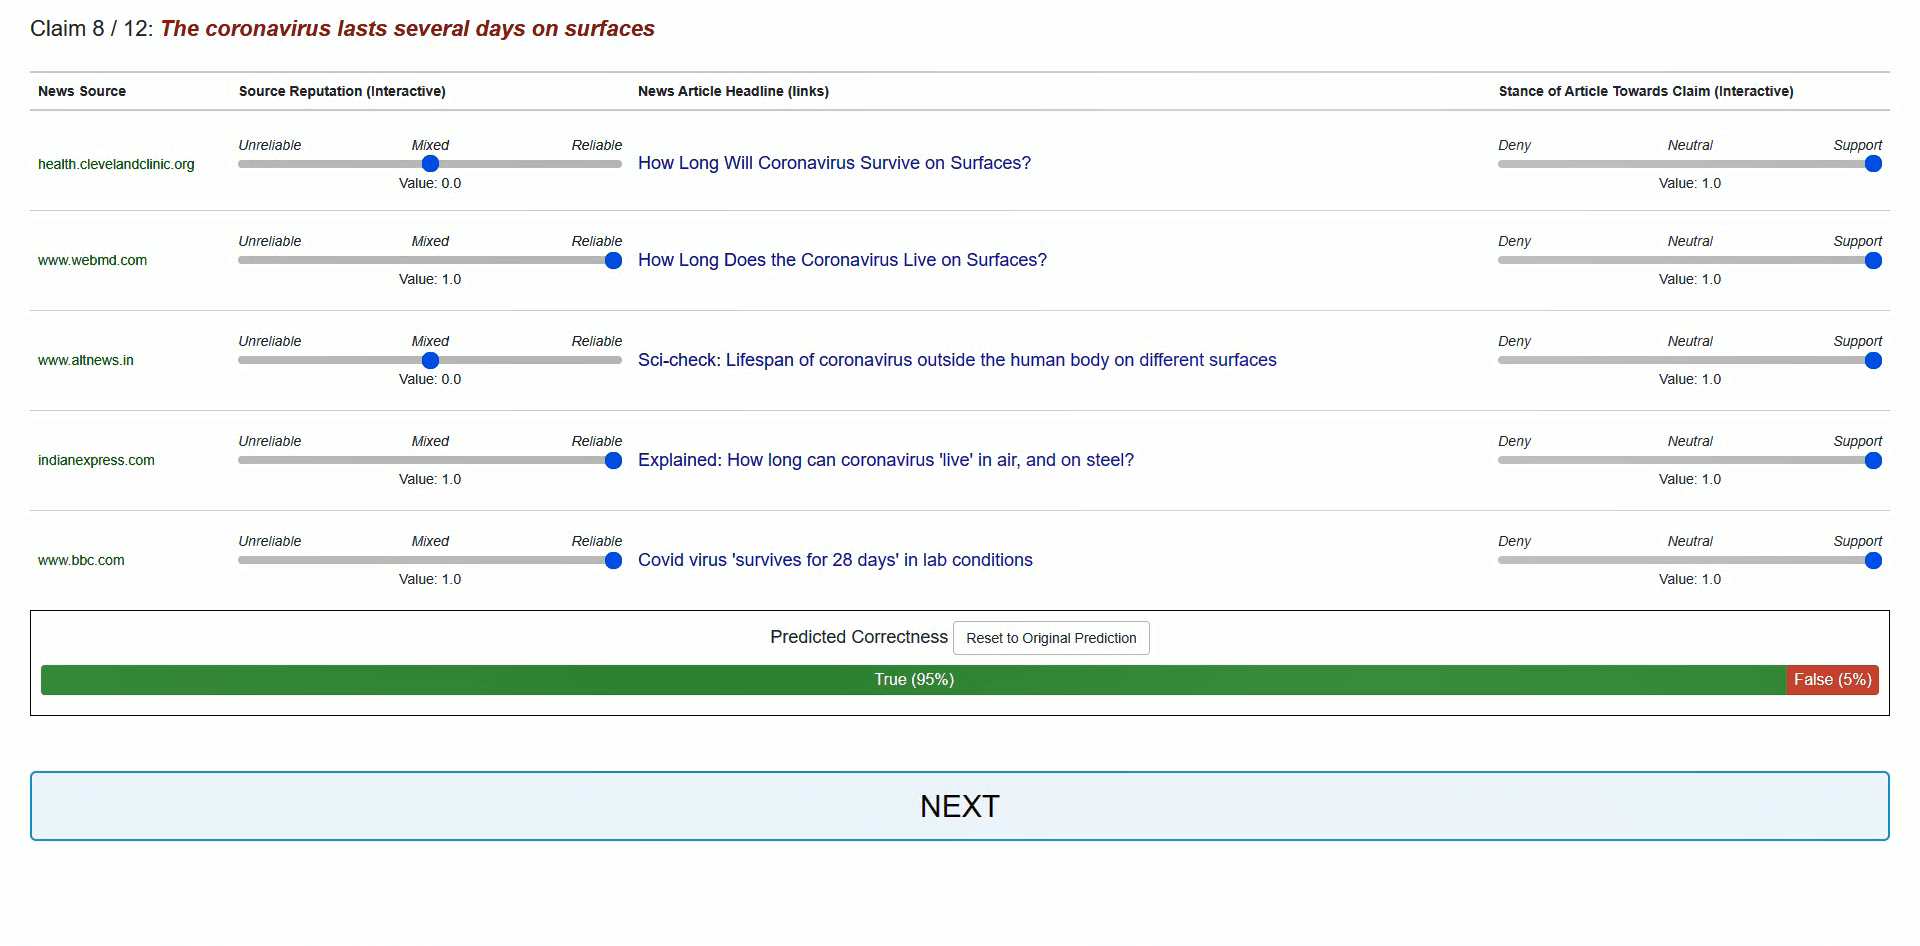 Claim 8 / 12: The coronavirus lasts several days on surfaces
News Source Source Reputation (Interactive) News Article Headline (links) Stance of Article Towards Claim (Interactive)
Unreliable Mixed Reliable Deny Neutral Support
health.clevelandclinic.org How Long Will Coronavirus Survive on Surfaces?
Value: 0.0 Value: 1.0
Unreliable Mixed Reliable Deny Neutral Support
www.webmd.com How Long Does the Coronavirus Live on Surfaces?
Value: 1.0 Value: 1.0
Unreliable Mixed Reliable Deny Neutral Support
www.altnews.in Sci-check: Lifespan of coronavirus outside the human body on different surfaces
Value: 0.0 Value: 1.0
Unreliable Mixed Reliable Deny Neutral Support
indianexpress.com Explained: How long can coronavirus 'live' in air, and on steel?
Value: 1.0 Value: 1.0
Unreliable Mixed Reliable Deny Neutral Support
www.bbc.com Covid virus 'survives for 28 days' in lab conditions
Value: 1.0 Value: 1.0
Predicted Correctness Reset to Original Prediction
True (95%) False (5%)
NEXT